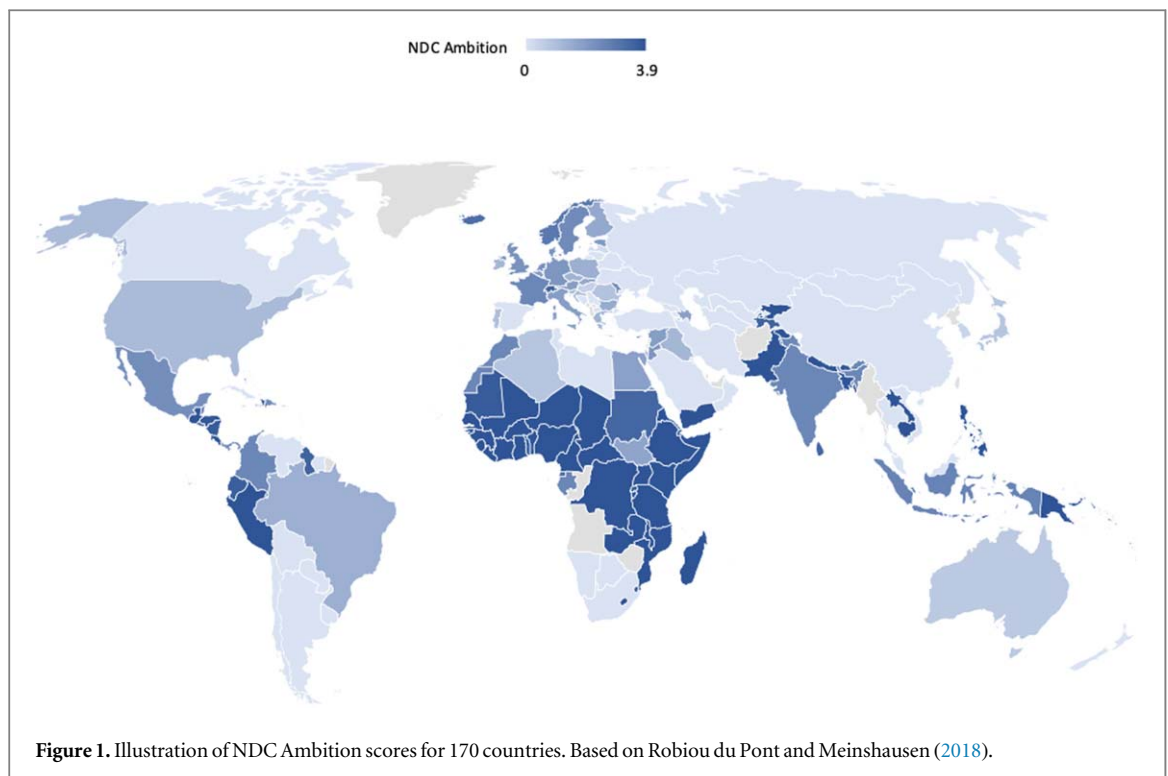 NDC Ambition
0 3.9
Figure 1. Illustration of NDC Ambition scores for 170 countries. Based on Robiou du Pont and Meinshausen (2018).